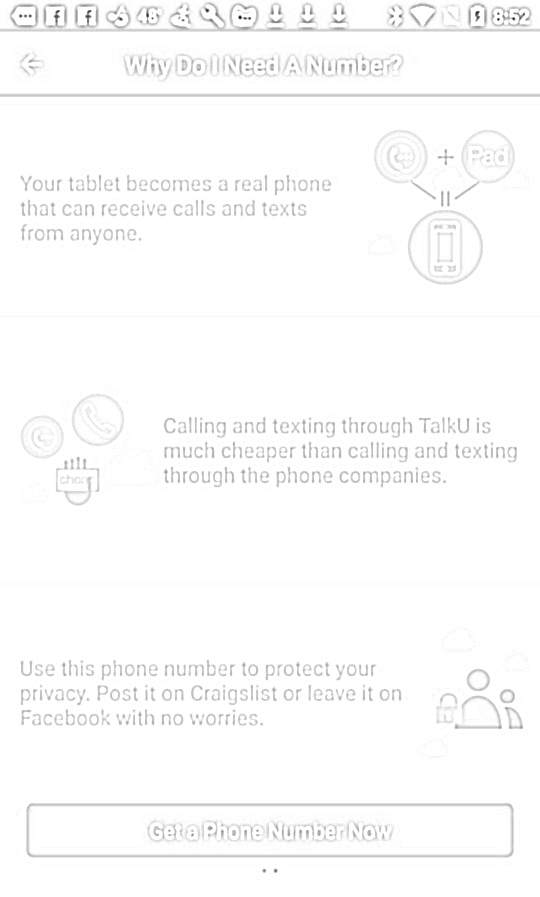 48°
8:52
Why Do I Need A Number?
Pad
Your tablet becomes a real phone
that can receive calls and texts
from anyone.
Calling and texting through TalkU is
much cheaper than calling and texting
through the phone companies.
Use this phone number to protect your
privacy. Post it on Craigslist or leave it on
Facebook with no worries.
Get a Phone Number Now